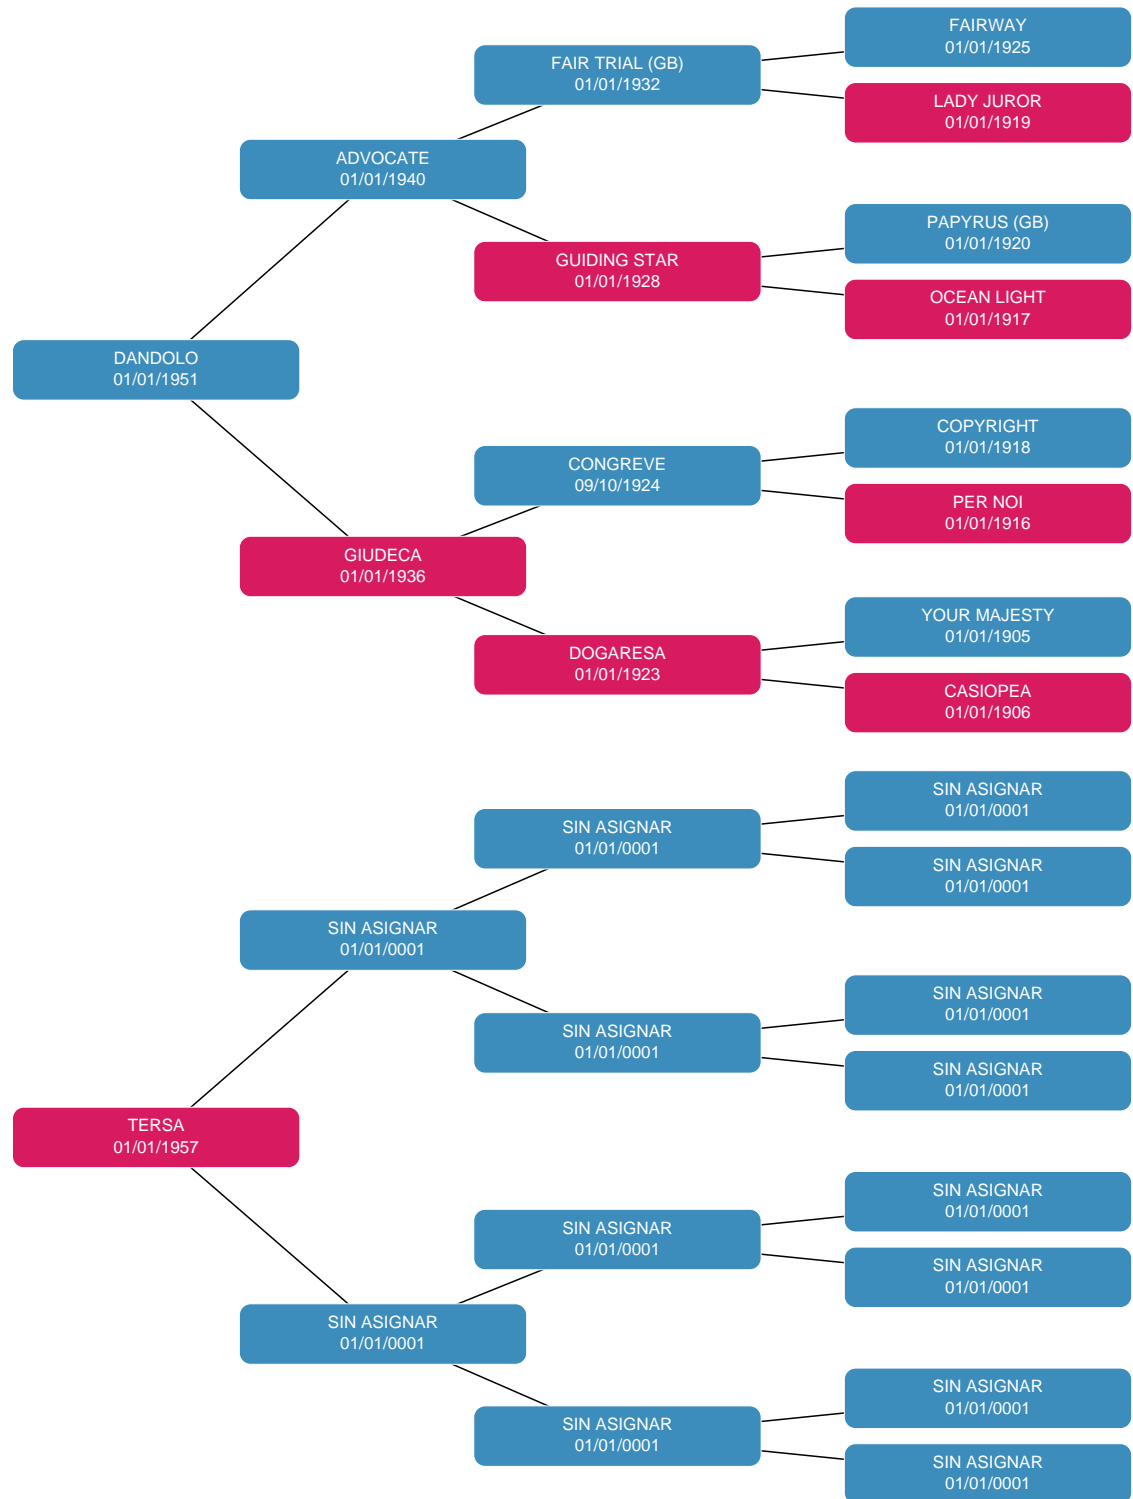 FAIRWAY
01/01/1925
FAIR TRIAL (GB)
01/01/1932
LADY JUROR
01/01/1919
ADVOCATE
01/01/1940
PAPYRUS (GB)
01/01/1920
GUIDING STAR
01/01/1928
OCEAN LIGHT
01/01/1917
DANDOLO
01/01/1951
COPYRIGHT
01/01/1918
CONGREVE
09/10/1924
PER NOI
01/01/1916
GIUDECA
01/01/1936
YOUR MAJESTY
01/01/1905
DOGARESA
01/01/1923
CASIOPEA
01/01/1906
SIN ASIGNAR
01/01/0001
SIN ASIGNAR
01/01/0001
SIN ASIGNAR
01/01/0001
SIN ASIGNAR
01/01/0001
SIN ASIGNAR
01/01/0001
SIN ASIGNAR
01/01/0001
SIN ASIGNAR
01/01/0001
TERSA
01/01/1957
SIN ASIGNAR
01/01/0001
SIN ASIGNAR
01/01/0001
SIN ASIGNAR
01/01/0001
SIN ASIGNAR
01/01/0001
SIN ASIGNAR
01/01/0001
SIN ASIGNAR
01/01/0001
SIN ASIGNAR
01/01/0001